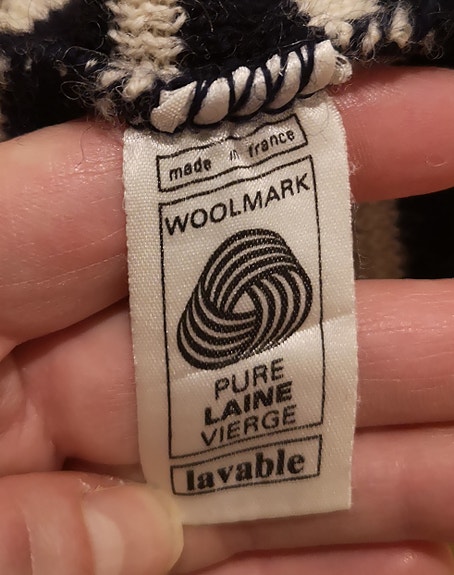 made in france
WOOLMARK
PURE
LAINE
VIERGE
lavable